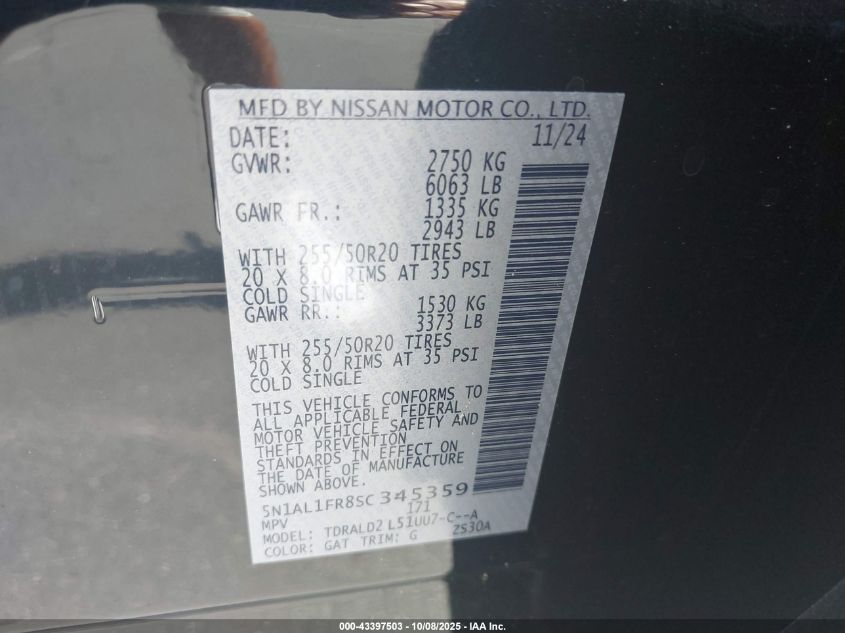 MFD BY NISSAN MOTOR CO., LTD.
DATE: 11/24
GVWR: 2750 KG
6063 LB
GAWR FR.: 1335 KG
2943 LB
WITH 255/50R20 TIRES
20 X 8.0 RIMS AT 35 PSI
COLD SINGLE
GAWR RR.: 1530 KG
3373 LB
WITH 255/50R20 TIRES
20 X 8.0 RIMS AT 35 PSI
COLD SINGLE
THIS VEHICLE CONFORMS TO
ALL APPLICABLE FEDERAL
MOTOR VEHICLE SAFETY AND
THEFT PREVENTION
STANDARDS IN EFFECT ON
THE DATE OF MANUFACTURE
SHOWN ABOVE.
5N1AL1FR8SC345359
MPV 171
MODEL: TDRALD2 L51UU7-C--A
COLOR: GAT TRIM: G ZS30A
000-43397503 - 10/08/2025 - IAA Inc.